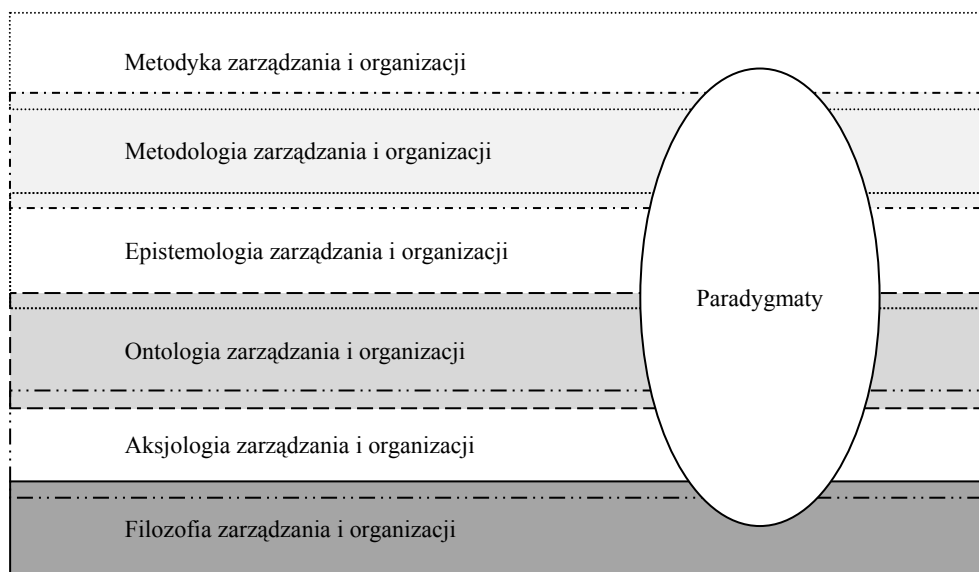 Metodyka zarządzania i organizacji
Metodologia zarządzania i organizacji
Epistemologia zarządzania i organizacji
Paradygmaty
Ontologia zarządzania i organizacji
Aksjologia zarządzania i organizacji
Filozofia zarządzania i organizacji